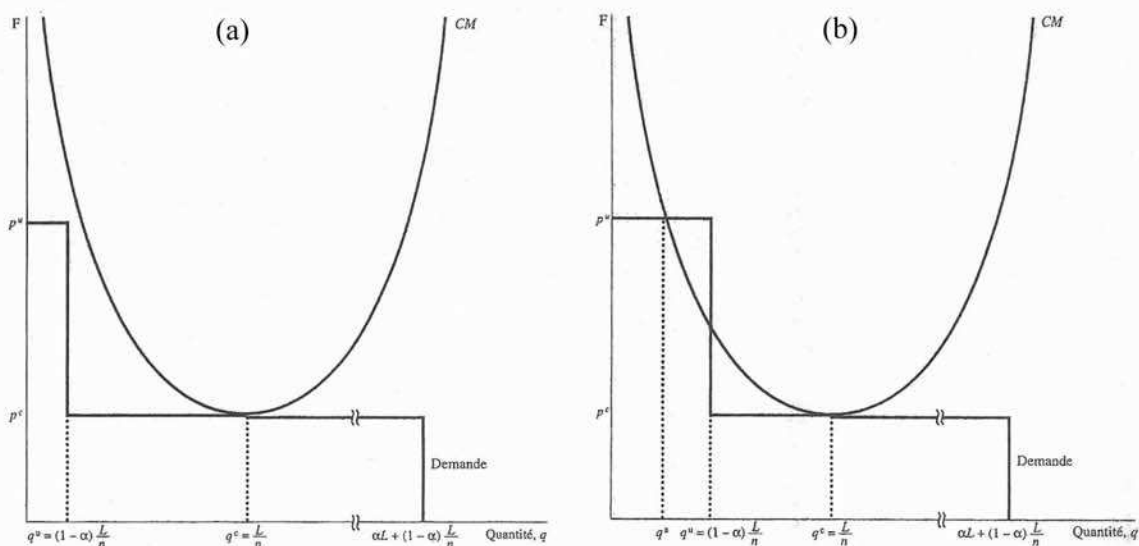 (a)
F
CM
p^u
p^c
Demande
q^u = (1-α) L/n
q^c = L/n
αL + (1-α) L/n
Quantité, q
(b)
F
CM
p^u
p^c
Demande
q^a
q^u = (1-α) L/n
q^c = L/n
αL + (1-α) L/n
Quantité, q